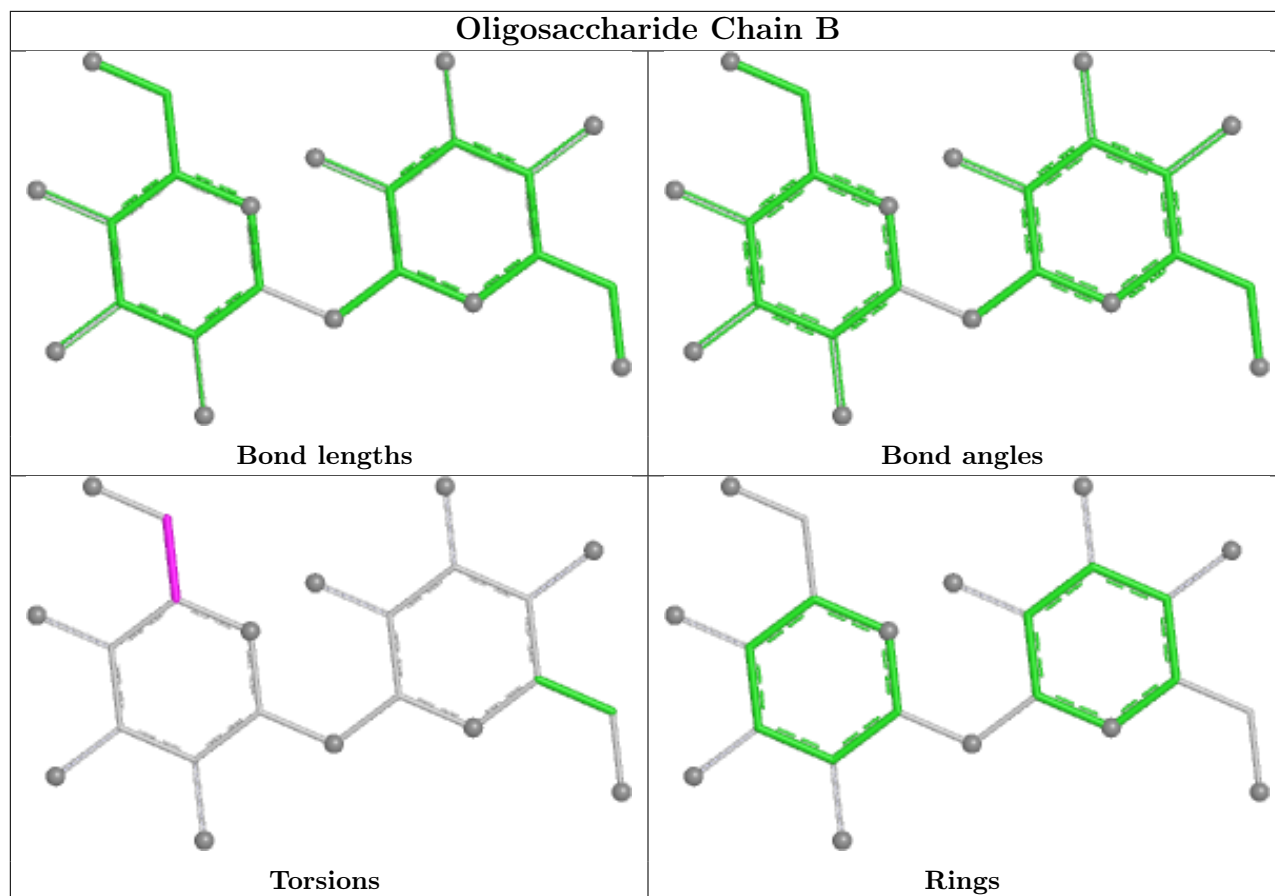 Oligosaccharide Chain B
Bond lengths
Bond angles
Torsions
Rings